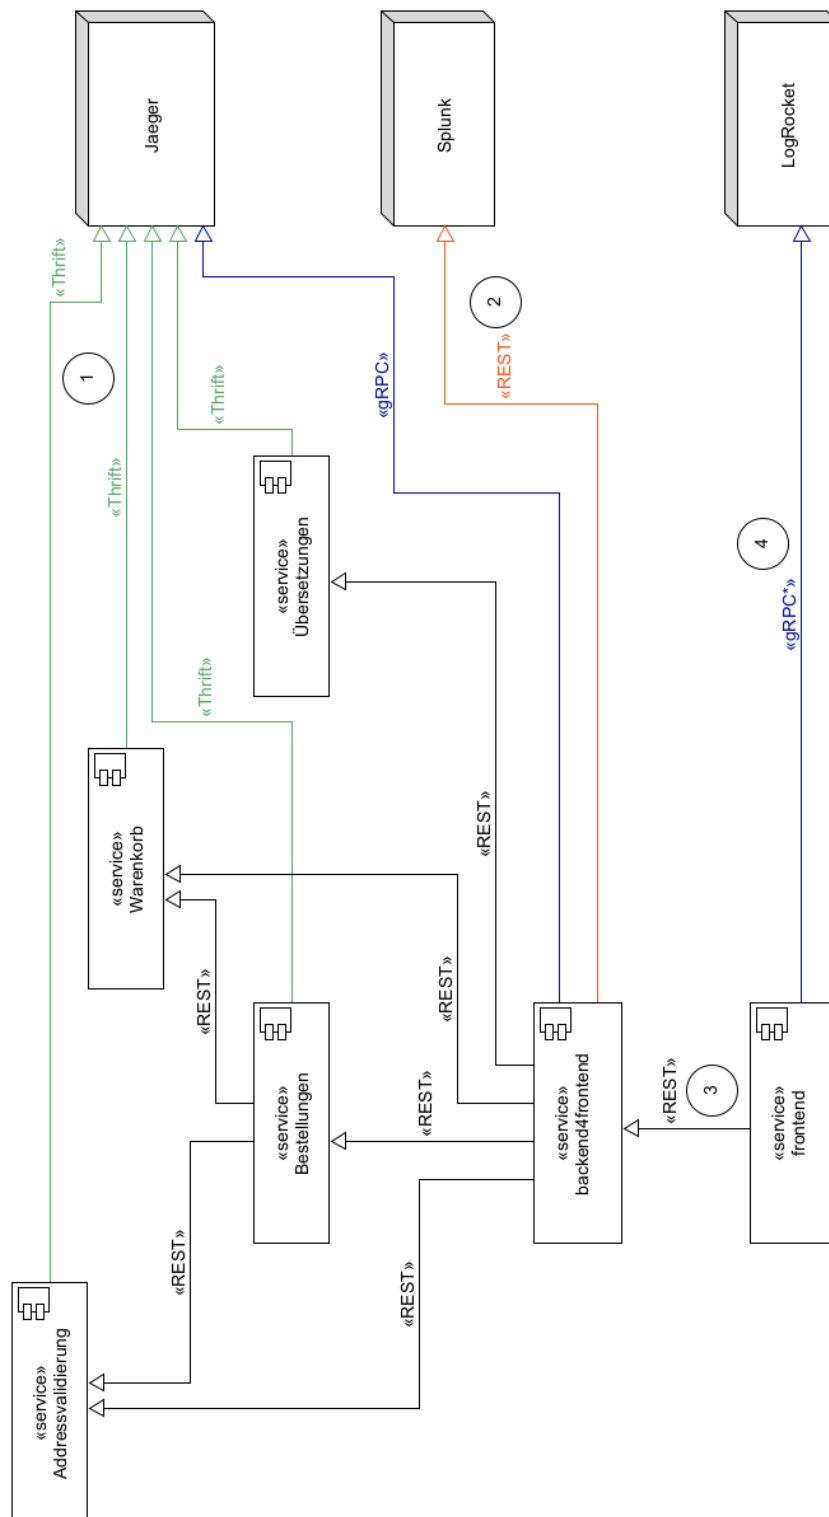 «service»
Addressvalidierung
«Thrift»
1
«service»
Warenkorb
«Thrift»
Jaeger
«REST»
«REST»
«Thrift»
«Thrift»
«service»
Bestellungen
«service»
Übersetzungen
«gRPC»
«REST»
«REST»
«REST»
Splunk
«REST»
2
«REST»
«service»
backend4frontend
«REST»
3
4
«service»
frontend
«gRPC*»
LogRocket